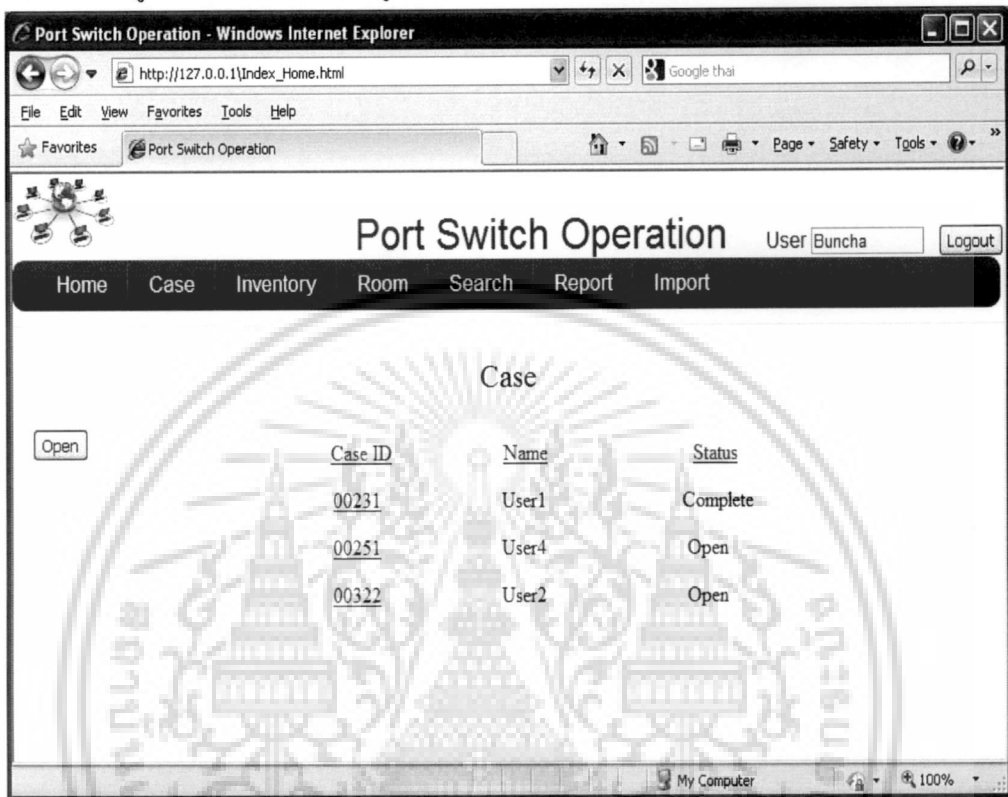 Port Switch Operation - Windows Internet Explorer
http://127.0.0.1\Index_Home.html
Google thai
File Edit View Favorites Tools Help
Favorites Port Switch Operation Page Safety Tools
Port Switch Operation User Buncha Logout
Home Case Inventory Room Search Report Import
Case
Open
Case ID Name Status
00231 User1 Complete
00251 User4 Open
00322 User2 Open
My Computer 100%